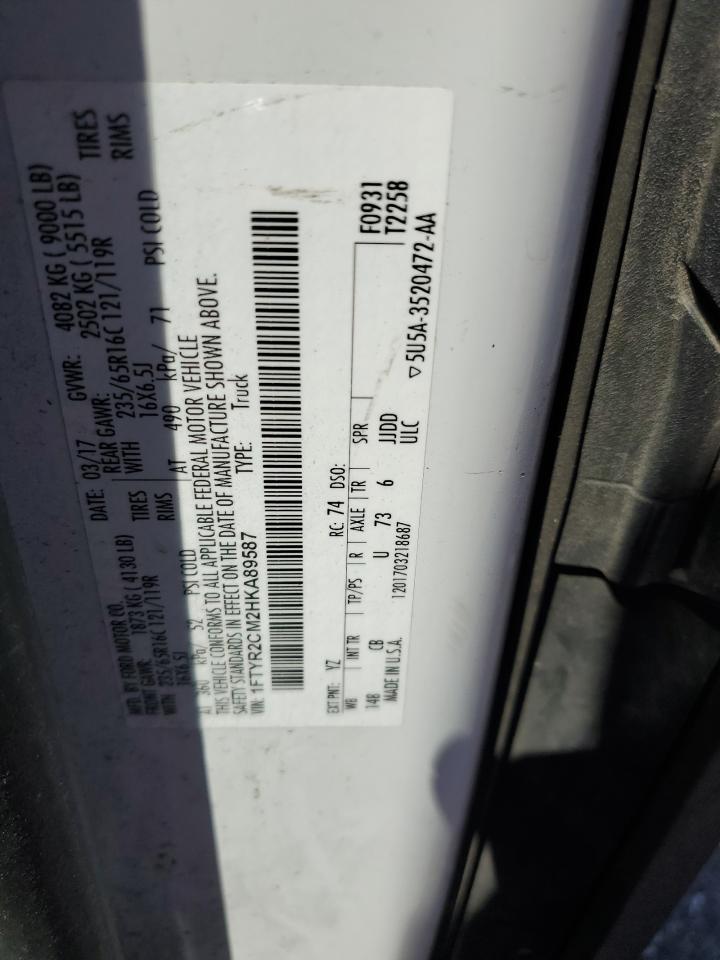 MFD. BY FORD MOTOR CO.
DATE: 03/17 GVWR: 4082 KG ( 9000 LB)
FRONT GAWR: 1873 KG ( 4130 LB)
REAR GAWR: 2502 KG ( 5515 LB)
WITH 235/65R16C 121/119R TIRES
WITH 235/65R16C 121/119R TIRES
16X6.5J RIMS
16X6.5J RIMS
AT 360 kPa/ 52 PSI COLD
AT 490 kPa/ 71 PSI COLD
THIS VEHICLE CONFORMS TO ALL APPLICABLE FEDERAL MOTOR VEHICLE
SAFETY STANDARDS IN EFFECT ON THE DATE OF MANUFACTURE SHOWN ABOVE.
VIN: 1FTYR2CM2HKA89587 TYPE: Truck
EXT PNT: YZ RC: 74 DSO: F0931
WB INT TR TP/PS R AXLE TR SPR T2258
148 CB U 73 6 JJDD
MADE IN U.S.A. 1201703218687 ULC
▽5U5A-3520472-AA